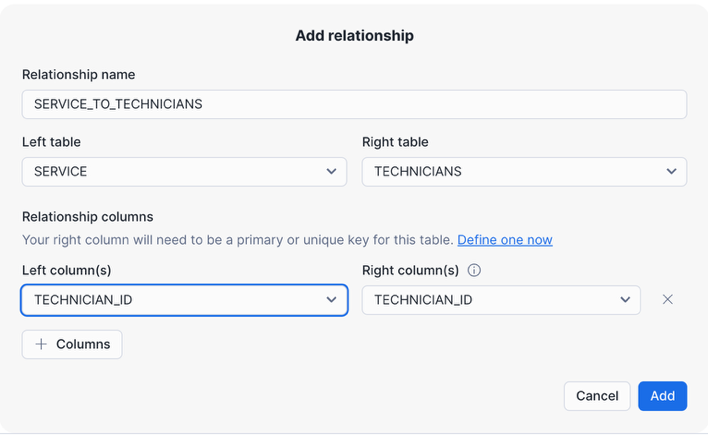 Add relationship
Relationship name
SERVICE_TO_TECHNICIANS
Left table
Right table
SERVICE
TECHNICIANS
Relationship columns
Your right column will need to be a primary or unique key for this table. Define one now
Left column(s)
Right column(s)
TECHNICIAN_ID
TECHNICIAN_ID
Columns
Cancel
Add